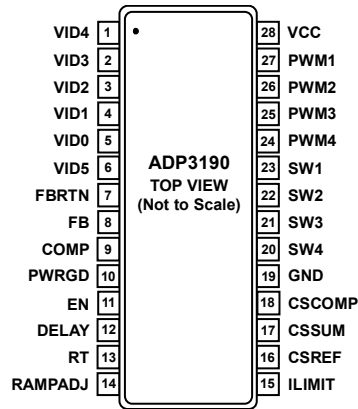 VID4 1 28 VCC
VID3 2 27 PWM1
VID2 3 26 PWM2
VID1 4 25 PWM3
VID0 5 24 PWM4
VID5 6 23 SW1
FBRTN 7 22 SW2
FB 8 21 SW3
COMP 9 20 SW4
PWRGD 10 19 GND
EN 11 18 CSCOMP
DELAY 12 17 CSSUM
RT 13 16 CSREF
RAMPADJ 14 15 ILIMIT
ADP3190
TOP VIEW
(Not to Scale)